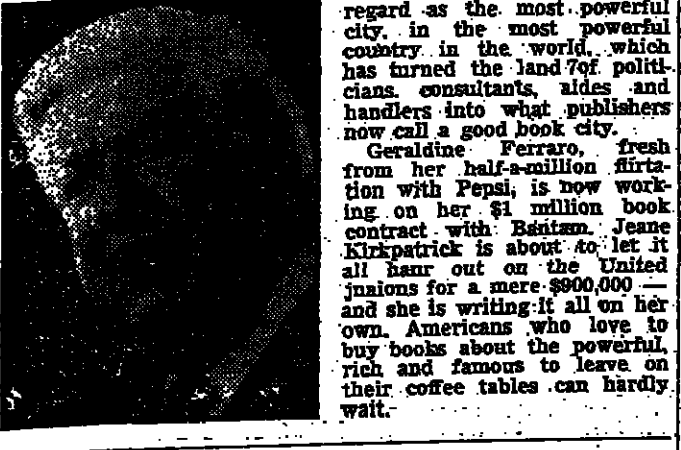 regard as the most powerful
city in the most powerful
country in the world, which
has turned the land 7of politi-
cians, consultants, aides and
handlers into what publishers
now call a good book city.
Geraldine Ferraro, fresh
from her half-a-million flirta-
tion with Pepsi, is now work-
ing on her $1 million book
contract with Bantam. Jeane
Kirkpatrick is about to let it
all hanr out on the United
jnaions for a mere $900,000 —
and she is writing it all on her
own. Americans who love to
buy books about the powerful,
rich and famous to leave on
their coffee tables can hardly
wait.